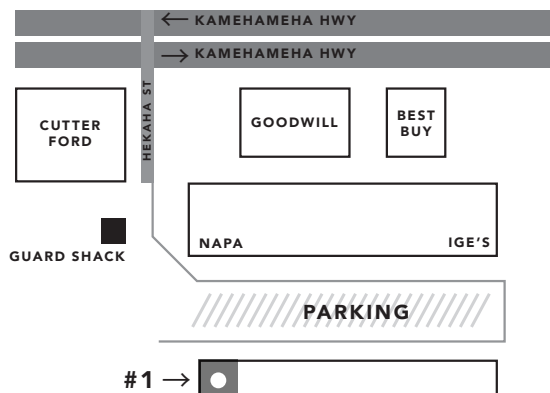 ← KAMEHAMEHA HWY
→ KAMEHAMEHA HWY
HEKAHA ST
CUTTER
FORD
GOODWILL
BEST
BUY
NAPA
IGE'S
GUARD SHACK
PARKING
#1 →